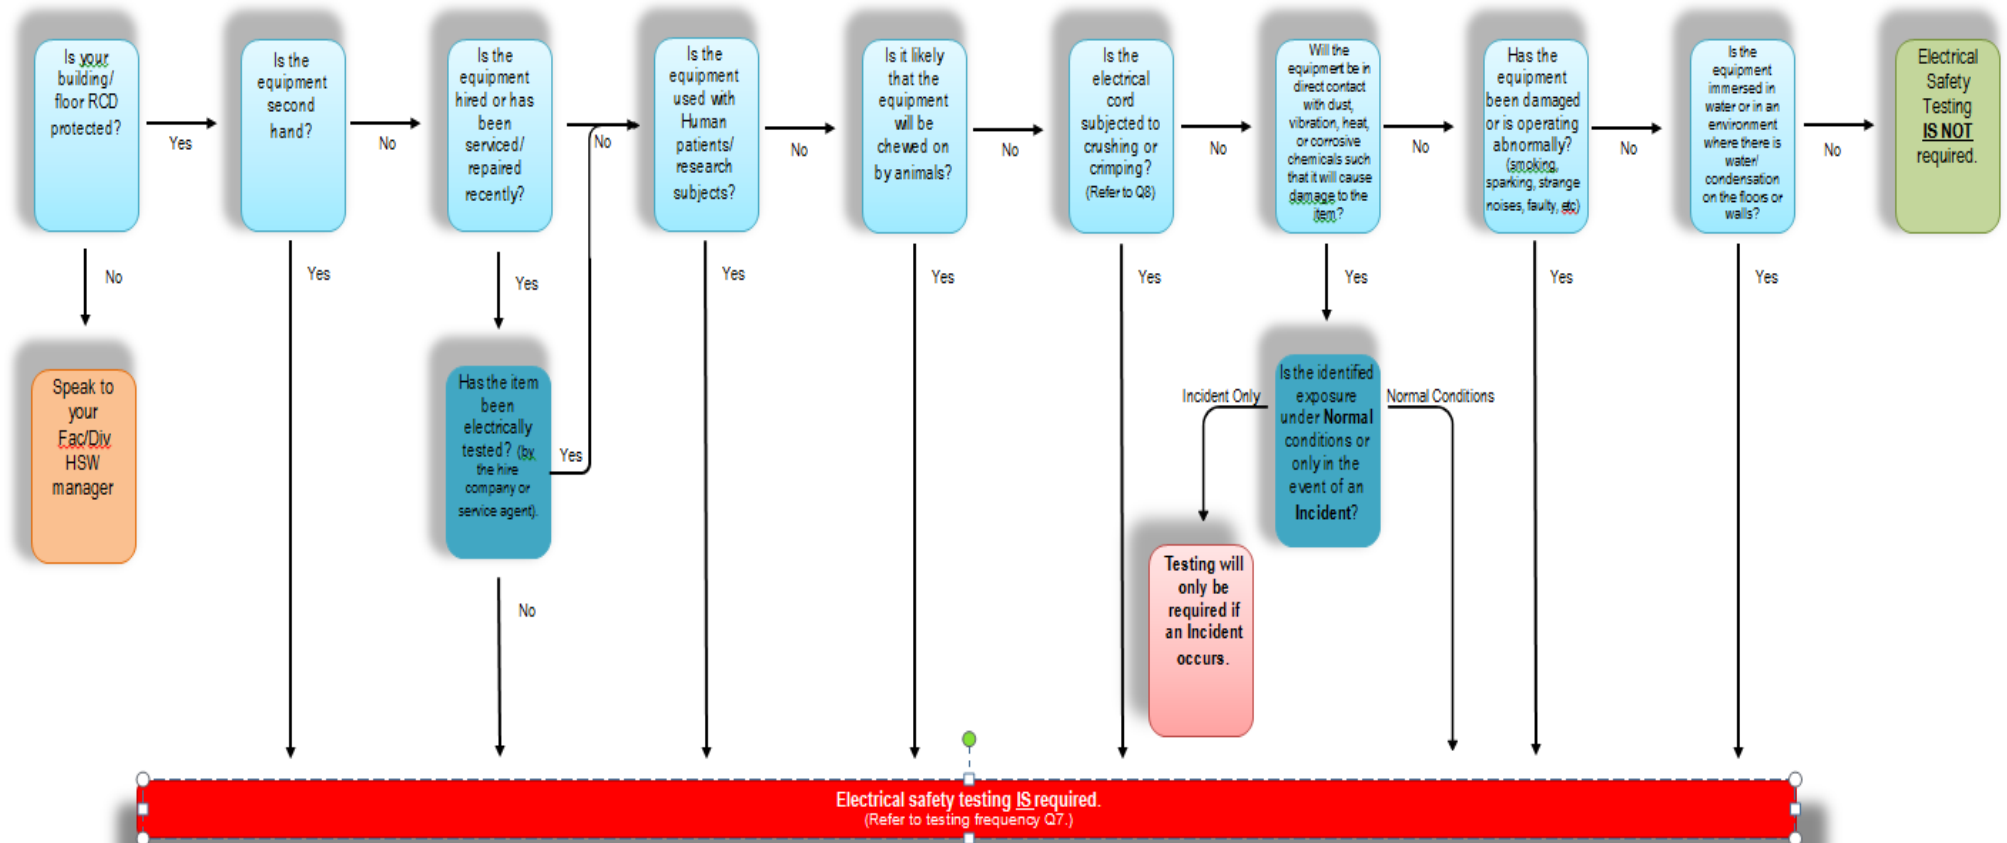 Is your
building/
floor RCD
protected?
Yes
No
Speak to
your
Fac/Div
HSW
manager
Is the
equipment
second
hand?
No
Yes
Is the
equipment
hired or has
been
serviced/
repaired
recently?
No
Yes
Has the item
been
electrically
tested? (by
the hire
company or
service agent).
Yes
No
Is the
equipment
used with
Human
patients/
research
subjects?
No
Yes
Is it likely
that the
equipment
will be
chewed on
by animals?
No
Yes
Is the
electrical
cord
subjected to
crushing or
crimping?
(Refer to Q8)
No
Yes
Will the
equipment be in
direct contact
with dust,
vibration, heat,
or corrosive
chemicals such
that it will cause
damage to the
item?
No
Yes
Is the identified
exposure
under Normal
conditions or
only in the
event of an
Incident?
Incident Only
Normal Conditions
Testing will
only be
required if
an Incident
occurs.
Has the
equipment
been damaged
or is operating
abnormally?
(smoking,
sparking, strange
noises, faulty, etc)
No
Yes
Is the
equipment
immersed in
water or in an
environment
where there is
water/
condensation
on the floors or
walls?
No
Yes
Electrical
Safety
Testing
IS NOT
required.
Electrical safety testing IS required.
(Refer to testing frequency Q7.)